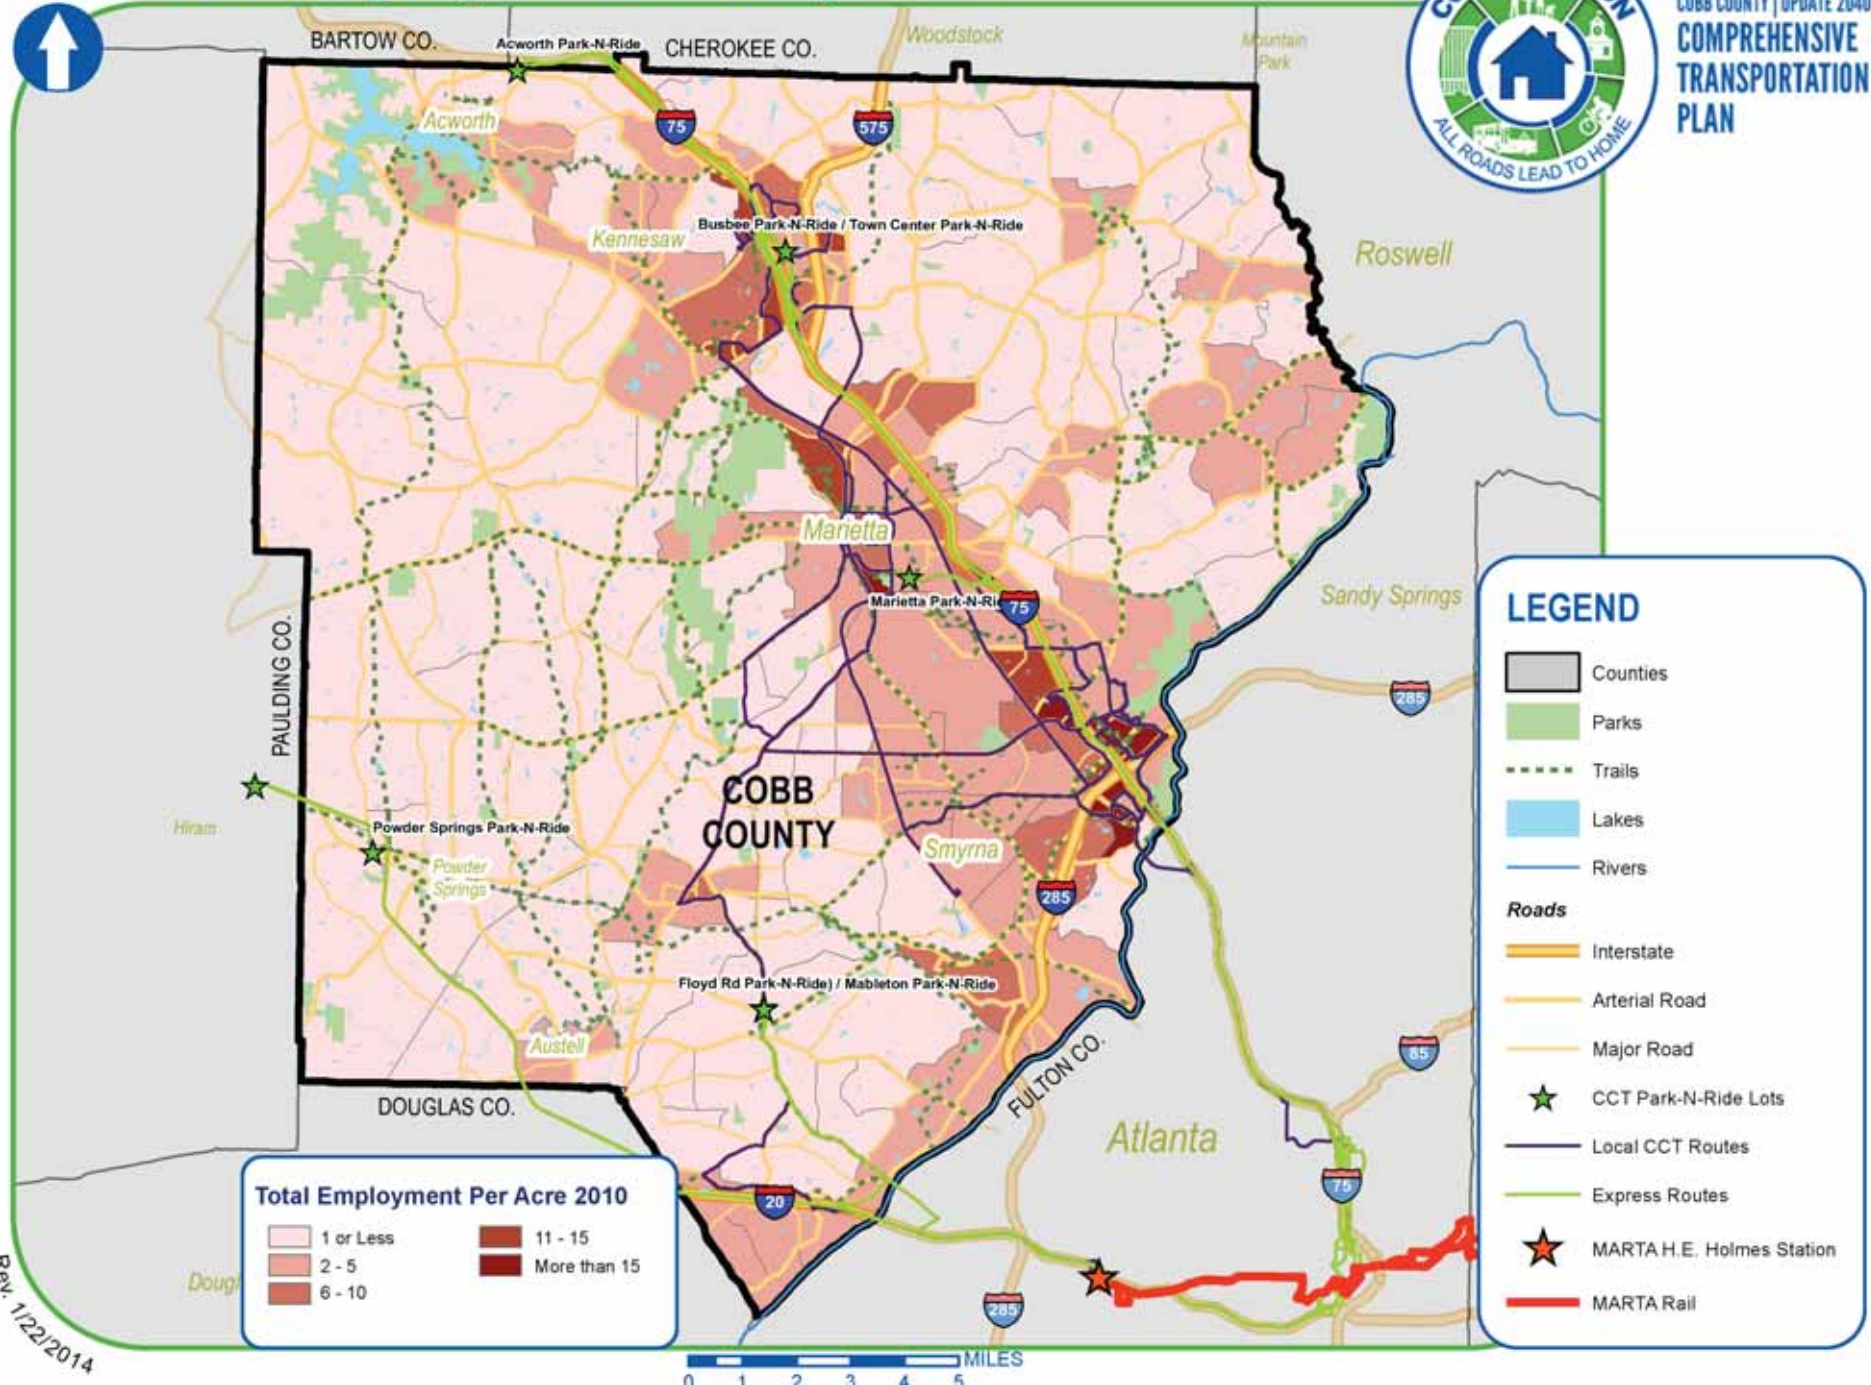 BARTOW CO.
Acworth Park-N-Ride
CHEROKEE CO.
Woodstock
Mountain
Park
COBB COUNTY | UPDATE 2040
COMPREHENSIVE
TRANSPORTATION
PLAN
ALL ROADS LEAD TO HOME
Acworth
75
575
Busbee Park-N-Ride / Town Center Park-N-Ride
Kennesaw
Roswell
Marietta
Marietta Park-N-Ri
75
Sandy Springs
PAULDING CO.
285
COBB
COUNTY
Hiram
Powder Springs Park-N-Ride
Powder
Springs
Smyrna
285
Floyd Rd Park-N-Ride) / Mableton Park-N-Ride
Austell
DOUGLAS CO.
FULTON CO.
85
Atlanta
75
20
285
Total Employment Per Acre 2010
1 or Less
2 - 5
6 - 10
11 - 15
More than 15
Dougl
Rev. 1/22/2014
MILES
0 1 2 3 4 5
LEGEND
Counties
Parks
Trails
Lakes
Rivers
Roads
Interstate
Arterial Road
Major Road
CCT Park-N-Ride Lots
Local CCT Routes
Express Routes
MARTA H.E. Holmes Station
MARTA Rail